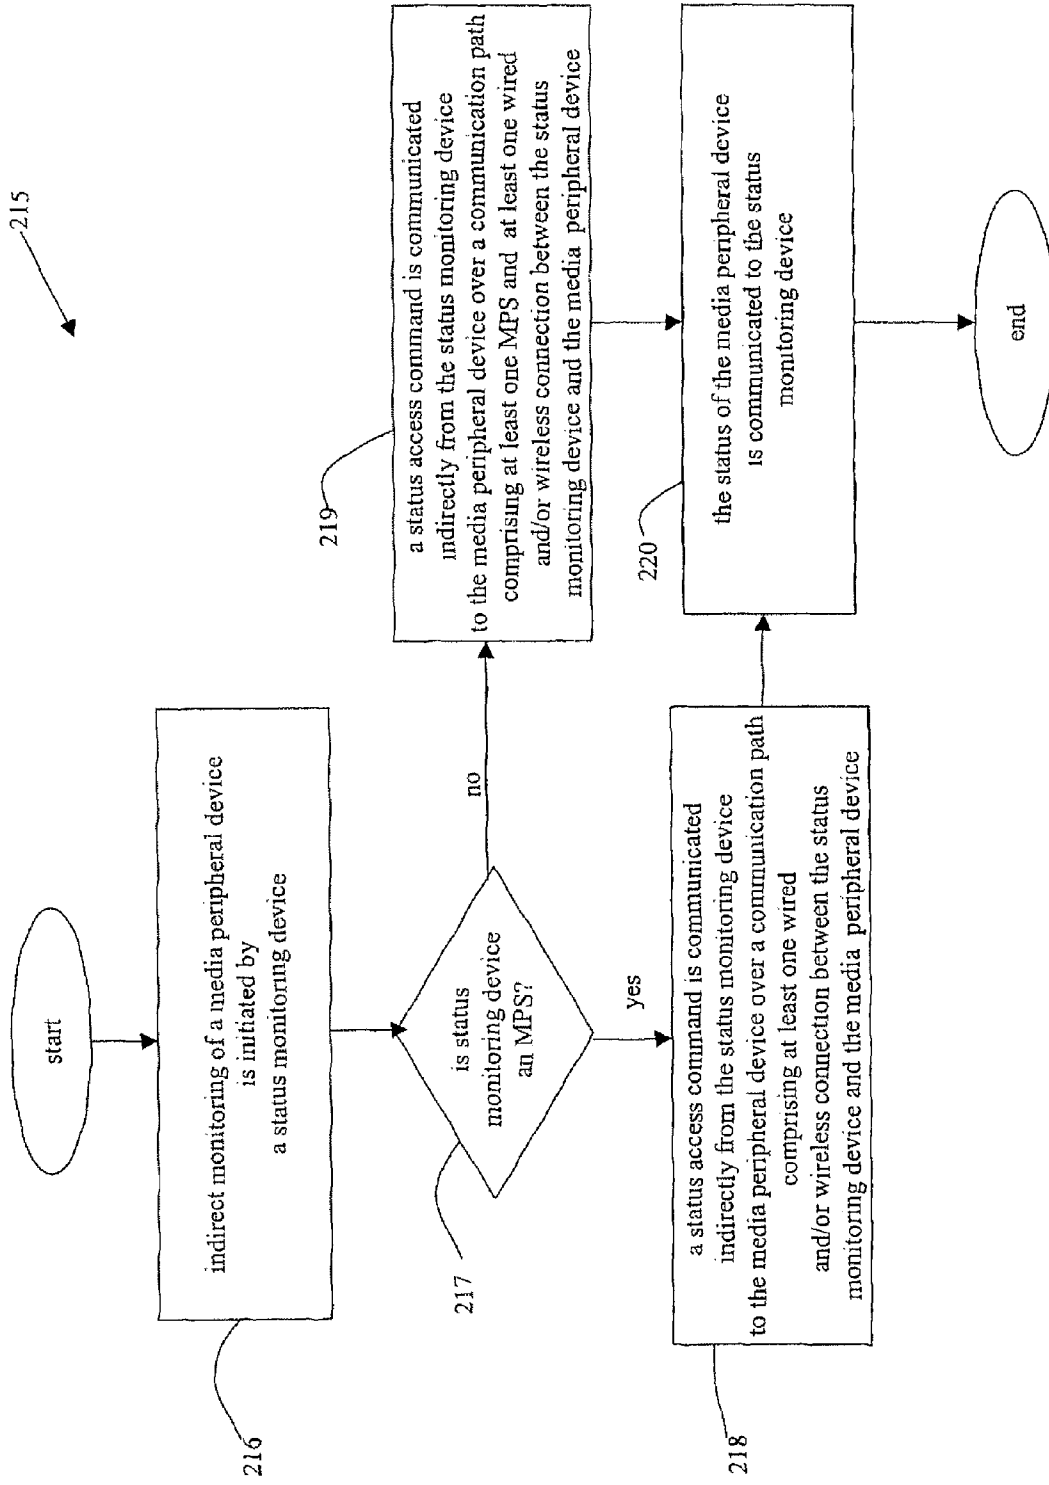 215
start
216
indirect monitoring of a media peripheral device
is initiated by
a status monitoring device
217
is status
monitoring device
an MPS?
no
yes
219
a status access command is communicated
indirectly from the status monitoring device
to the media peripheral device over a communication path
comprising at least one MPS and at least one wired
and/or wireless connection between the status
monitoring device and the media peripheral device
218
a status access command is communicated
indirectly from the status monitoring device
to the media peripheral device over a communication path
comprising at least one wired
and/or wireless connection between the status
monitoring device and the media peripheral device
220
the status of the media peripheral device
is communicated to the status
monitoring device
end